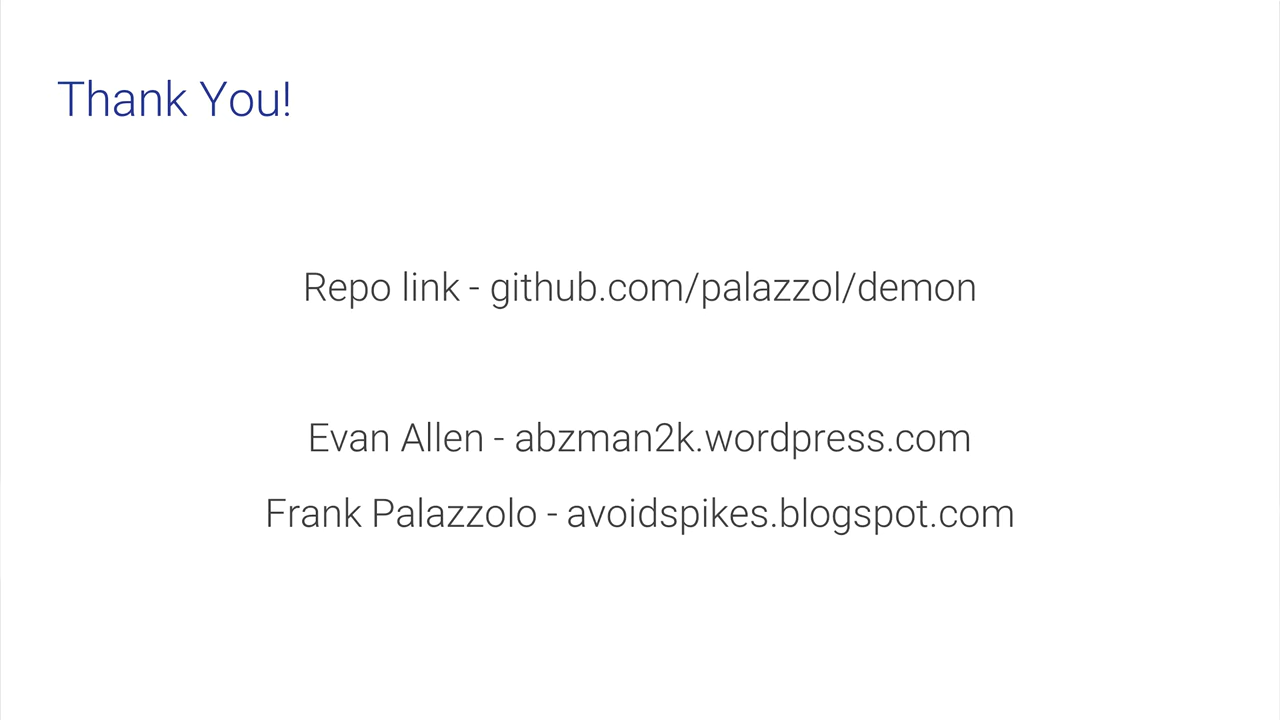 Thank You!
Repo link - github.com/palazzol/demon
Evan Allen - abzman2k.wordpress.com
Frank Palazzolo - avoidspikes.blogspot.com